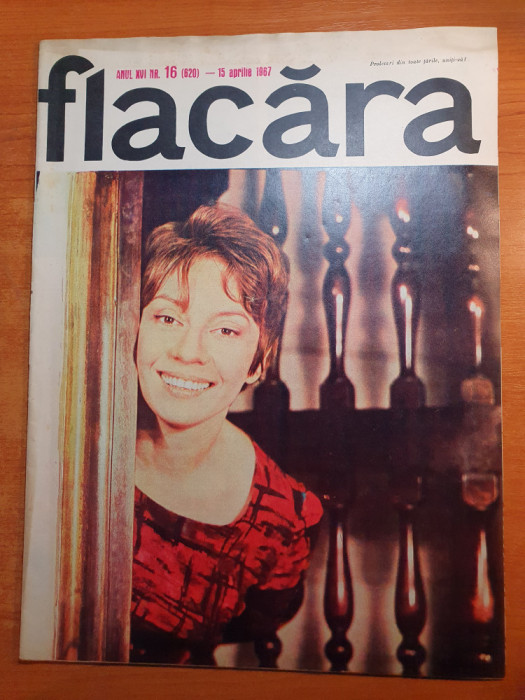 ANUL XVI NR. 16 (620) — 15 aprilie 1967
Proletari din toate țările, uniți-vă!
flacăra